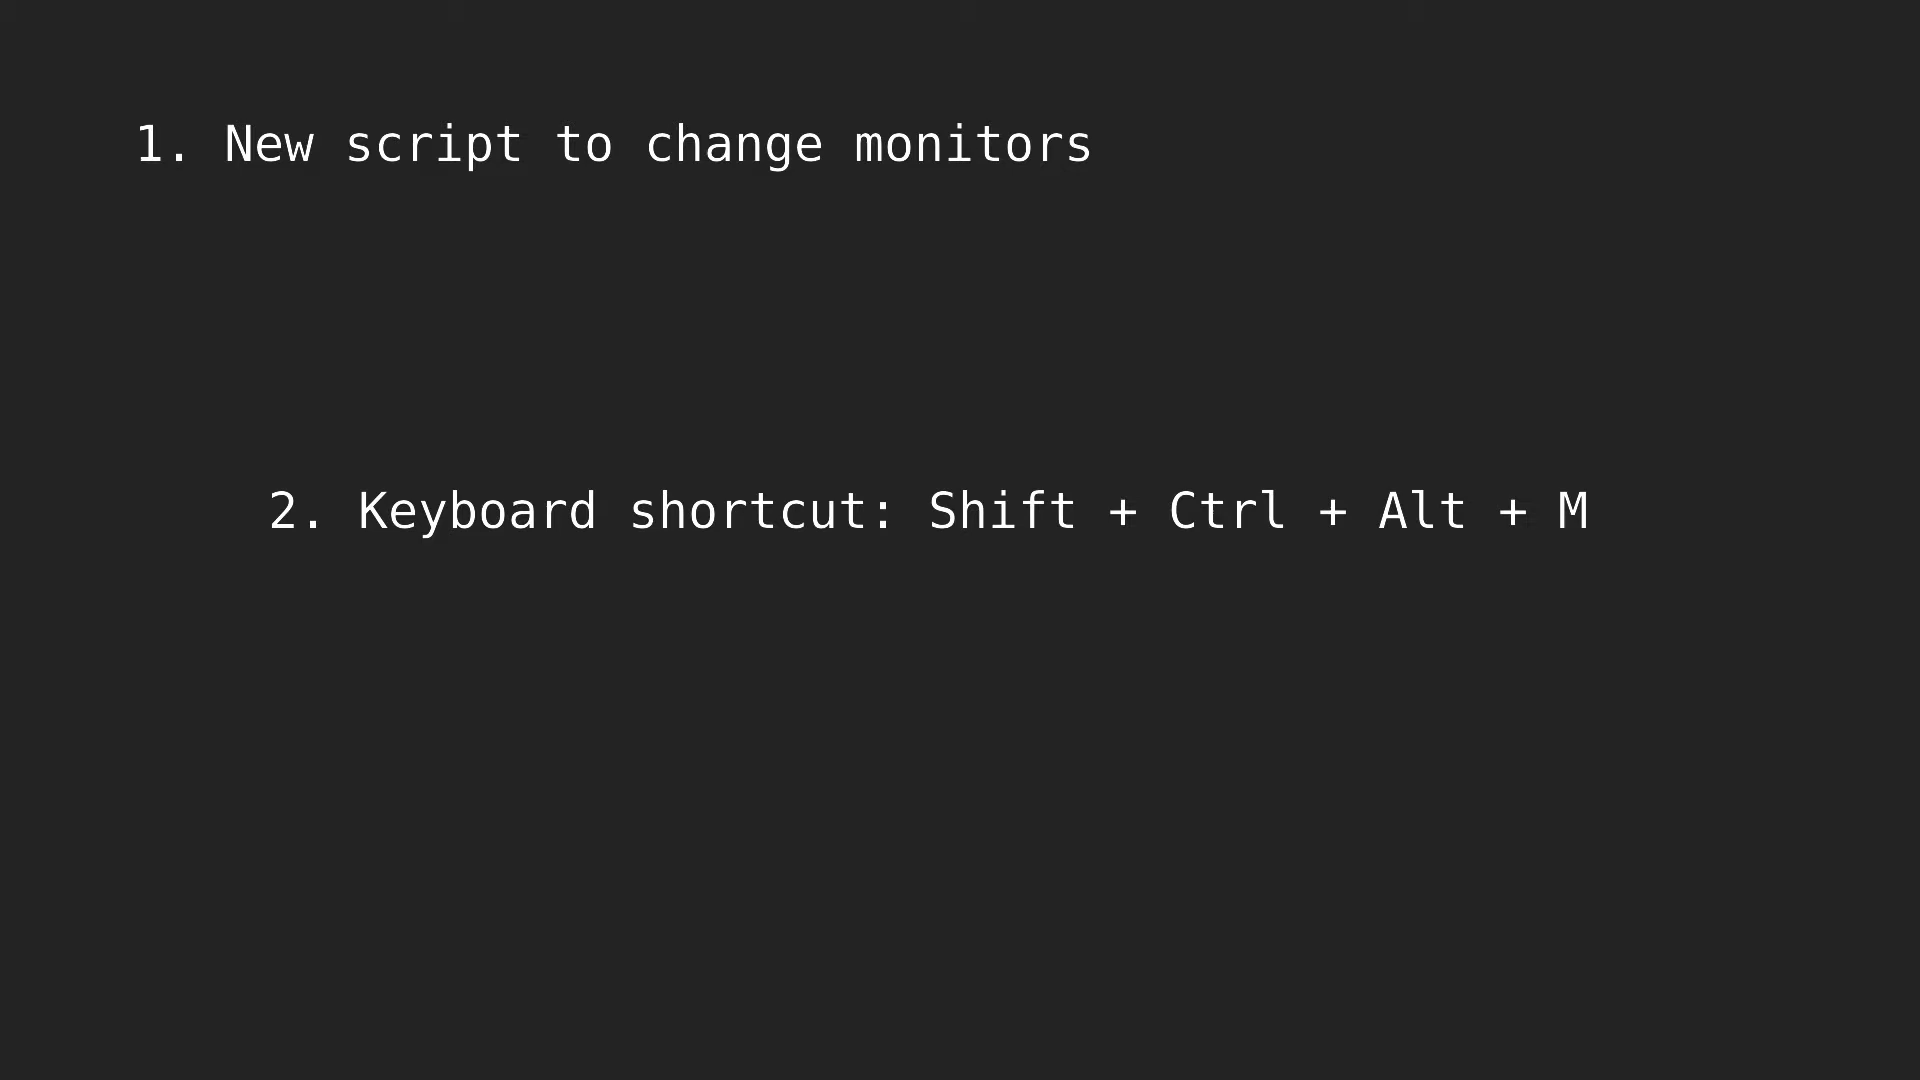 1. New script to change monitors
2. Keyboard shortcut: Shift + Ctrl + Alt + M